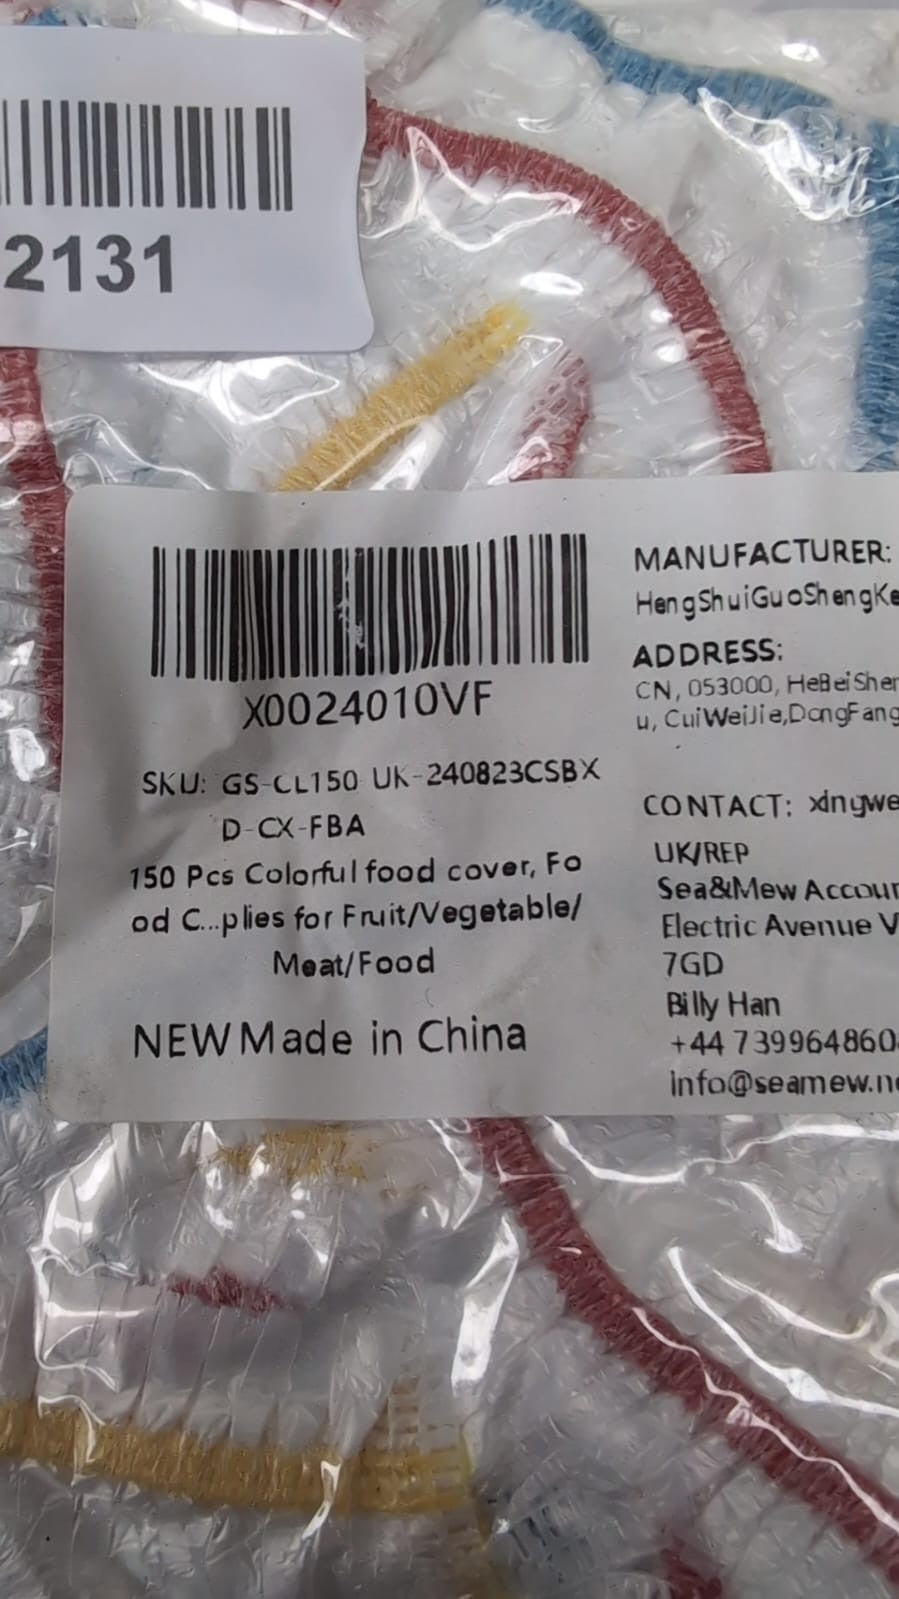 2131
X0024010VF
SKU: GS-CL150 UK-240823CSBX
D-CX-FBA
150 Pcs Colorful food cover, Fo
od C...plies for Fruit/Vegetable/
Meat/Food
NEW Made in China
MANUFACTURER:
HengShuiGuoShengKe
ADDRESS:
CN, 053000, HeBeiShen
u, CuiWeiJie,DongFang
CONTACT: xingwe
UK/REP
Sea&Mew Accoun
Electric Avenue V
7GD
Billy Han
+44 739964860
info@seamew.ne